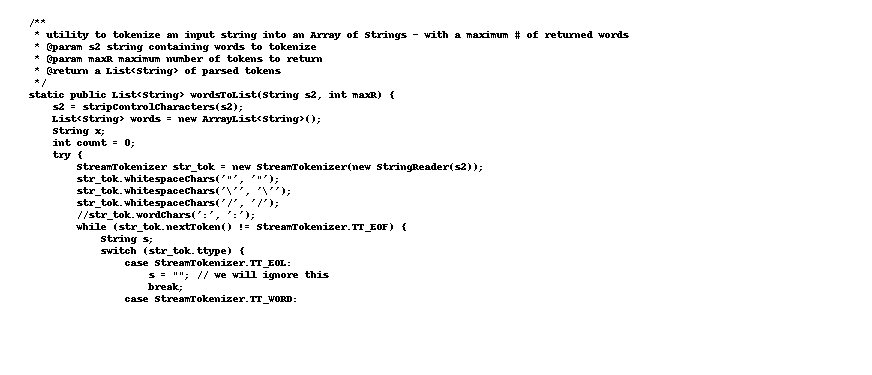 /**
 * utility to tokenize an input string into an Array of Strings - with a maximum # of returned words
 * @param s2 string containing words to tokenize
 * @param maxR maximum number of tokens to return
 * @return a List<String> of parsed tokens
 */
static public List<String> wordsToList(String s2, int maxR) {
    s2 = stripControlCharacters(s2);
    List<String> words = new ArrayList<String>();
    String x;
    int count = 0;
    try {
        StreamTokenizer str_tok = new StreamTokenizer(new StringReader(s2));
        str_tok.whitespaceChars('"', '"');
        str_tok.whitespaceChars('\'', '\'');
        str_tok.whitespaceChars('/', '/');
        //str_tok.wordChars(':', ':');
        while (str_tok.nextToken() != StreamTokenizer.TT_EOF) {
            String s;
            switch (str_tok.ttype) {
                case StreamTokenizer.TT_EOL:
                    s = ""; // we will ignore this
                    break;
                case StreamTokenizer.TT_WORD: